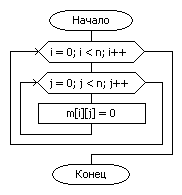 Начало
i = 0; i < n; i++
j = 0; j < n; j++
m[i][j] = 0
Конец